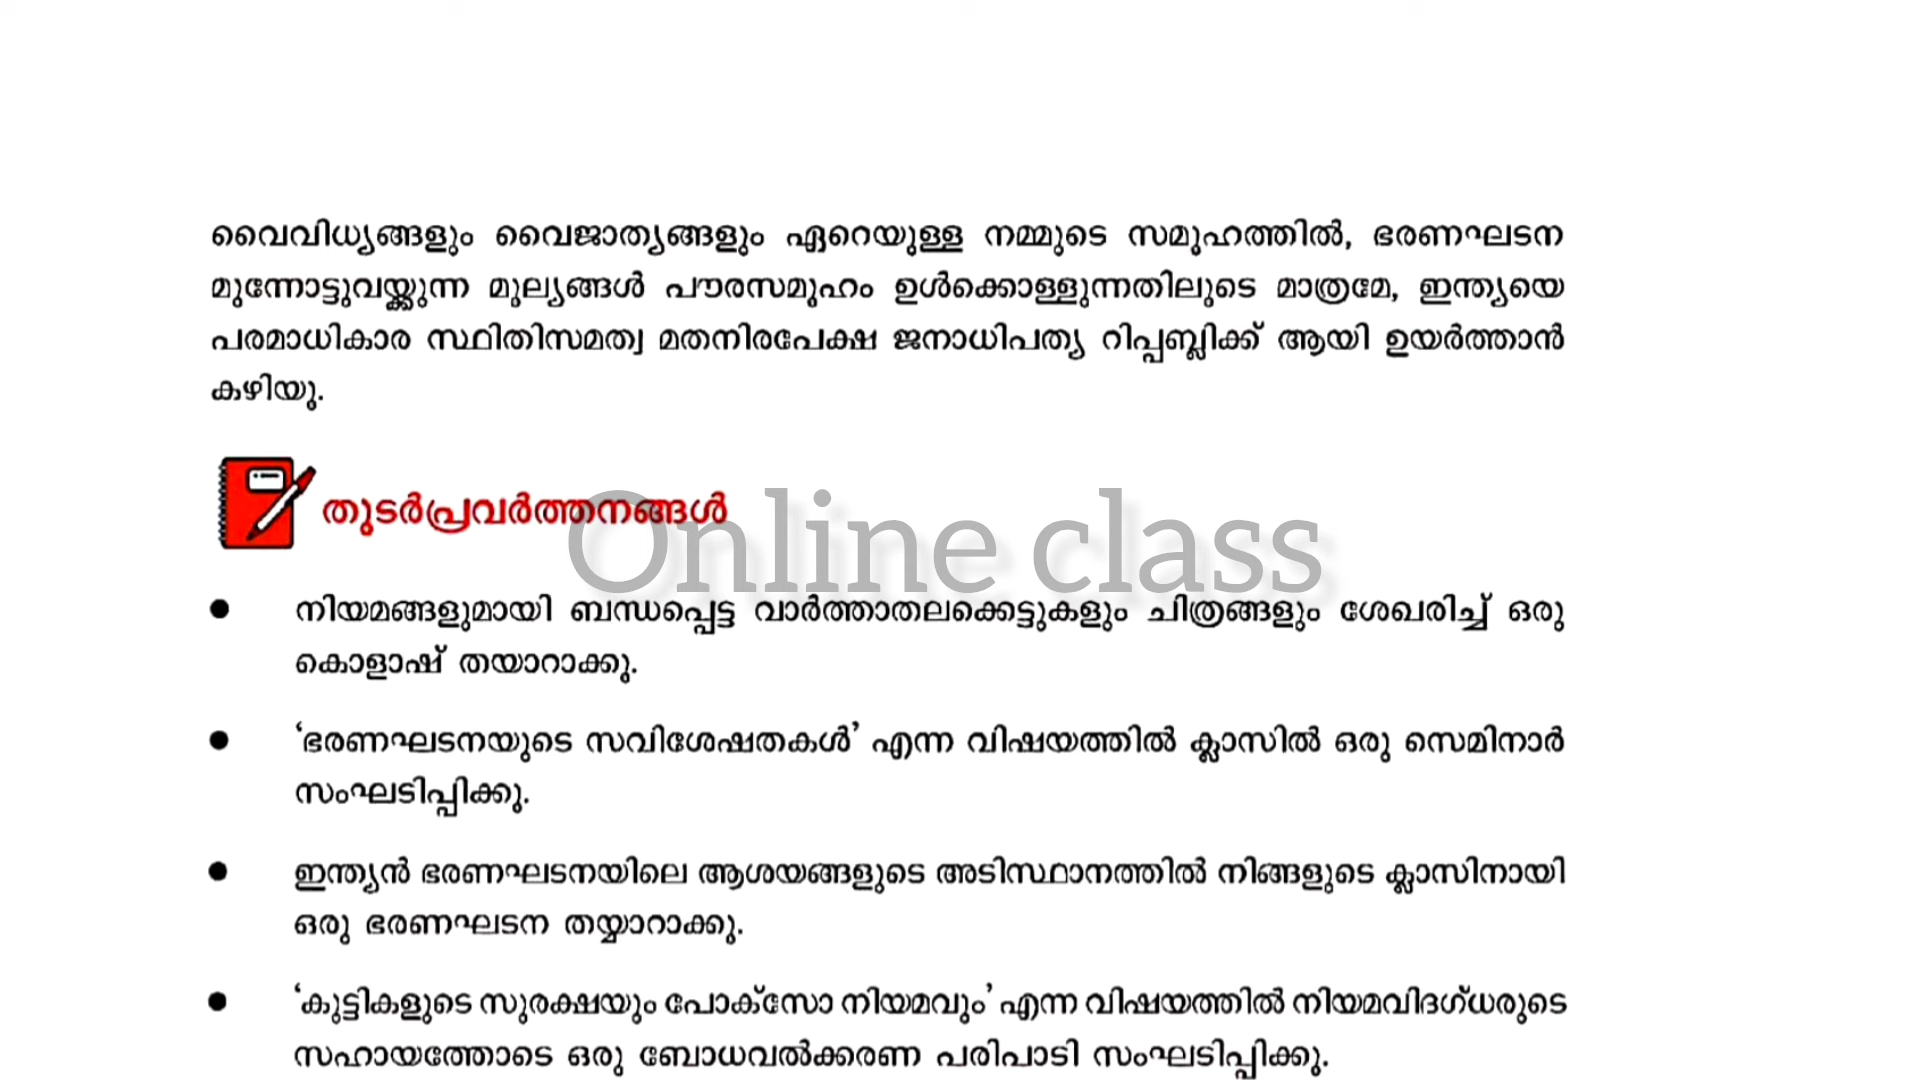 വൈവിധ്യങ്ങളും വൈജാത്യങ്ങളും ഏറെയുള്ള നമ്മുടെ സമൂഹത്തിൽ, ഭരണഘടന
മുന്നോട്ടുവയ്ക്കുന്ന മൂല്യങ്ങൾ പൗരസമൂഹം ഉൾക്കൊള്ളുന്നതിലൂടെ മാത്രമേ, ഇന്ത്യയെ
പരമാധികാര സ്ഥിതിസമത്വ മതനിരപേക്ഷ ജനാധിപത്യ റിപ്പബ്ലിക്ക് ആയി ഉയർത്താൻ
കഴിയൂ.
തുടർപ്രവർത്തനങ്ങൾ
Online class
● നിയമങ്ങളുമായി ബന്ധപ്പെട്ട വാർത്താതലക്കെട്ടുകളും ചിത്രങ്ങളും ശേഖരിച്ച് ഒരു
കൊളാഷ് തയാറാക്കൂ.
● ‘ഭരണഘടനയുടെ സവിശേഷതകൾ’ എന്ന വിഷയത്തിൽ ക്ലാസിൽ ഒരു സെമിനാർ
സംഘടിപ്പിക്കൂ.
● ഇന്ത്യൻ ഭരണഘടനയിലെ ആശയങ്ങളുടെ അടിസ്ഥാനത്തിൽ നിങ്ങളുടെ ക്ലാസിനായി
ഒരു ഭരണഘടന തയ്യാറാക്കൂ.
● ‘കുട്ടികളുടെ സുരക്ഷയും പോക്സോ നിയമവും’ എന്ന വിഷയത്തിൽ നിയമവിദഗ്ധരുടെ
സഹായത്തോടെ ഒരു ബോധവൽക്കരണ പരിപാടി സംഘടിപ്പിക്കൂ.